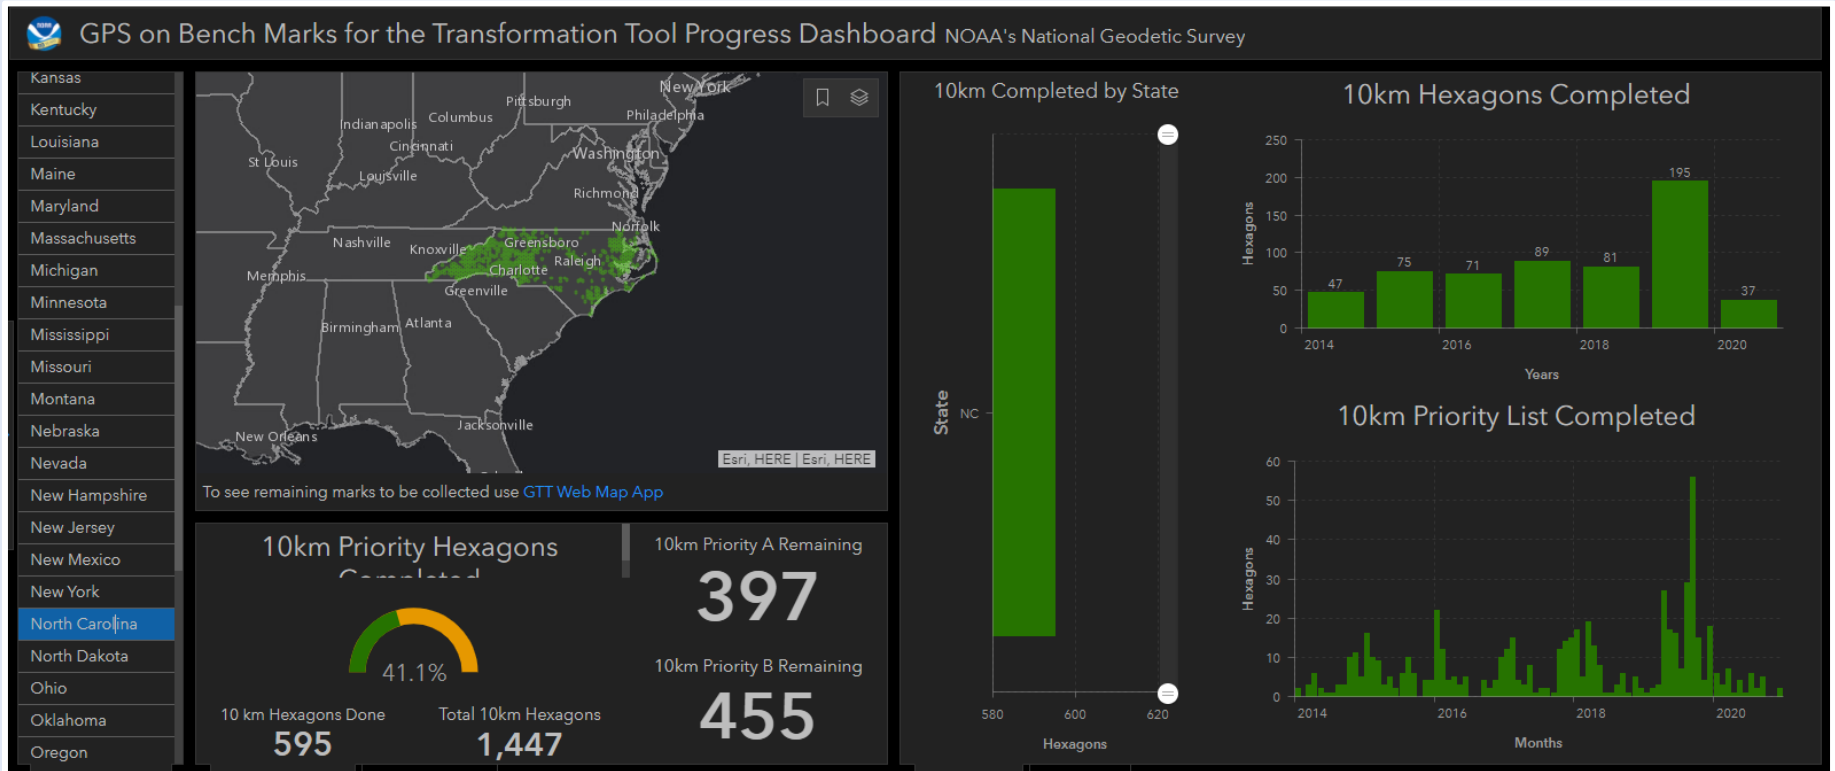 GPS on Bench Marks for the Transformation Tool Progress Dashboard NOAA's National Geodetic Survey
Kansas
Kentucky
Louisiana
Maine
Maryland
Massachusetts
Michigan
Minnesota
Mississippi
Missouri
Montana
Nebraska
Nevada
New Hampshire
New Jersey
New Mexico
New York
North Carolina
North Dakota
Ohio
Oklahoma
Oregon
New York
Pittsburgh
Philadelphia
Columbus
Indianapolis
Cincinnati
Washington
St Louis
Louisville
Richmond
Norfolk
Nashville
Knoxville
Greensboro
Raleigh
Memphis
Charlotte
Greenville
Birmingham
Atlanta
Jacksonville
New Orleans
Esri, HERE | Esri, HERE
To see remaining marks to be collected use GTT Web Map App
10km Priority Hexagons
Completed
41.1%
10 km Hexagons Done
595
Total 10km Hexagons
1,447
10km Priority A Remaining
397
10km Priority B Remaining
455
10km Completed by State
State
NC
580 600 620
Hexagons
10km Hexagons Completed
Hexagons
250
200
150
100
50
0
47 75 71 89 81 195 37
2014 2016 2018 2020
Years
10km Priority List Completed
Hexagons
60
50
40
30
20
10
0
2014 2016 2018 2020
Months